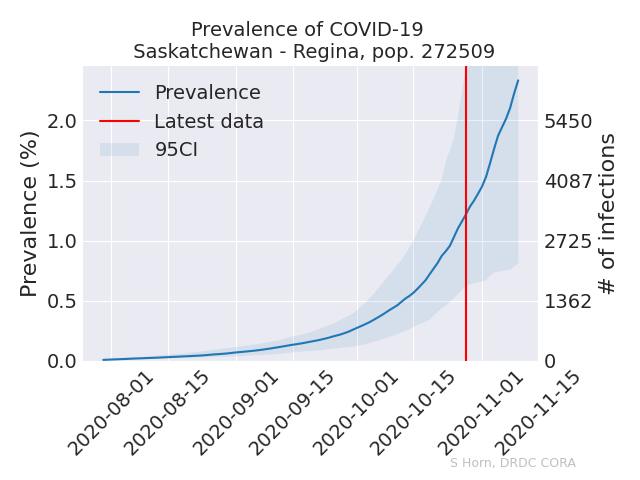 Prevalence of COVID-19
Saskatchewan - Regina, pop. 272509
Prevalence
Latest data
95CI
Prevalence (%)
2.0
1.5
1.0
0.5
0.0
# of infections
5450
4087
2725
1362
0
2020-08-01
2020-08-15
2020-09-01
2020-09-15
2020-10-01
2020-10-15
2020-11-01
2020-11-15
S Horn, DRDC CORA